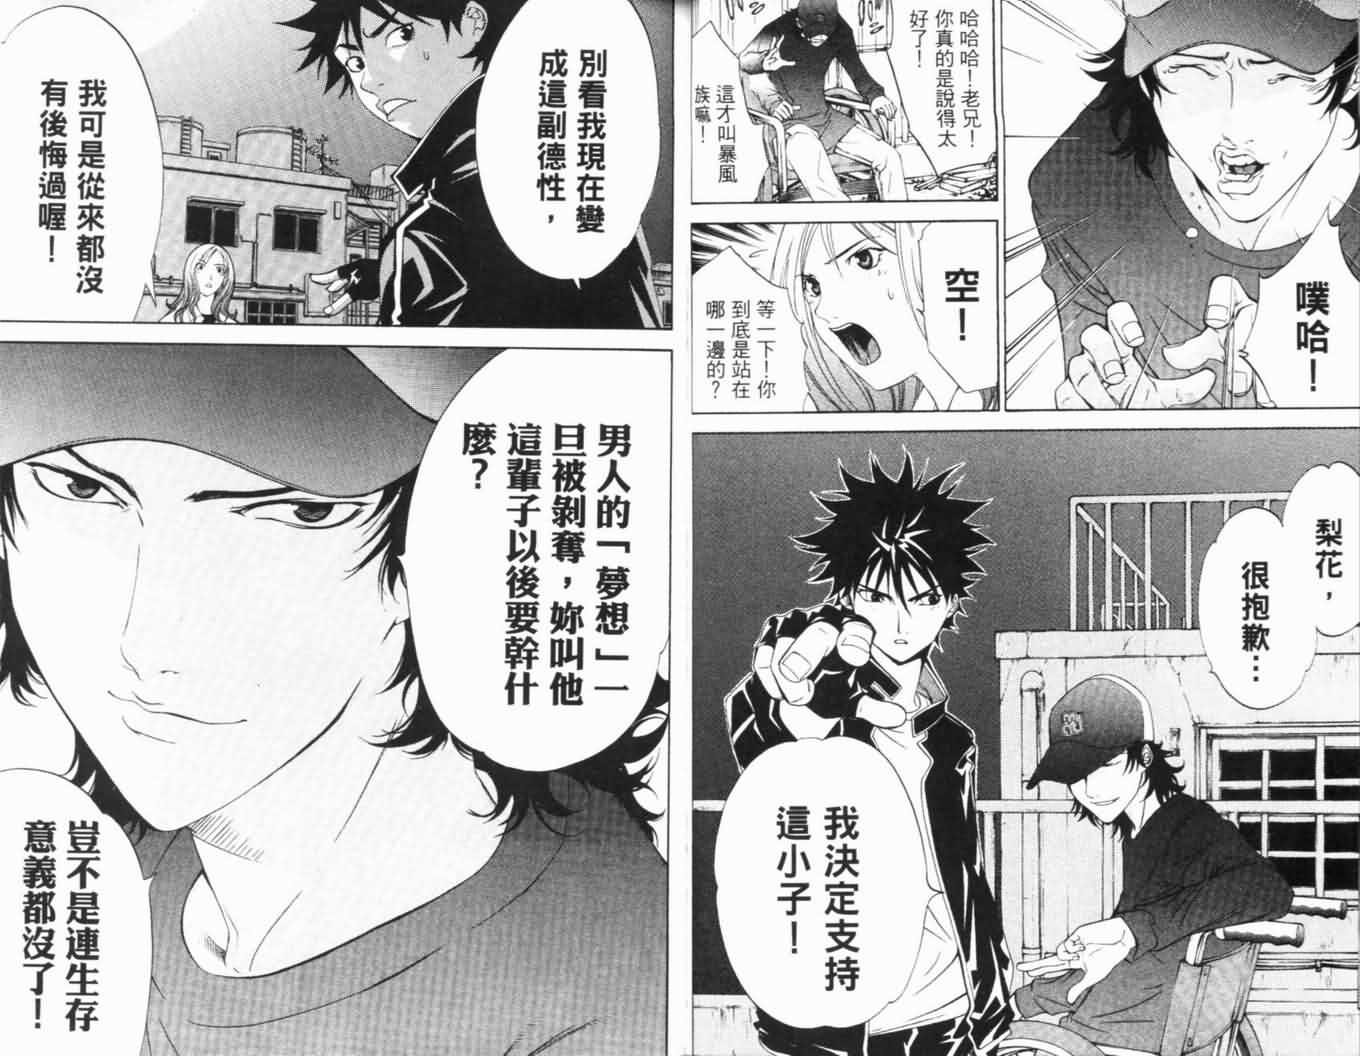 噗哈！
哈哈哈！老兄！
你真的是說得太
好了！
這才叫暴風
族嘛！
空！
等一下！你
到底是站在
哪一邊的？
梨花，
很抱歉…
我決定支持
這小子！
別看我現在變
成這副德性，
我可是從來都沒
有後悔過喔！
男人的「夢想」一
旦被剝奪，妳叫他
這輩子以後要幹什
麼？
豈不是連生存
意義都沒了！